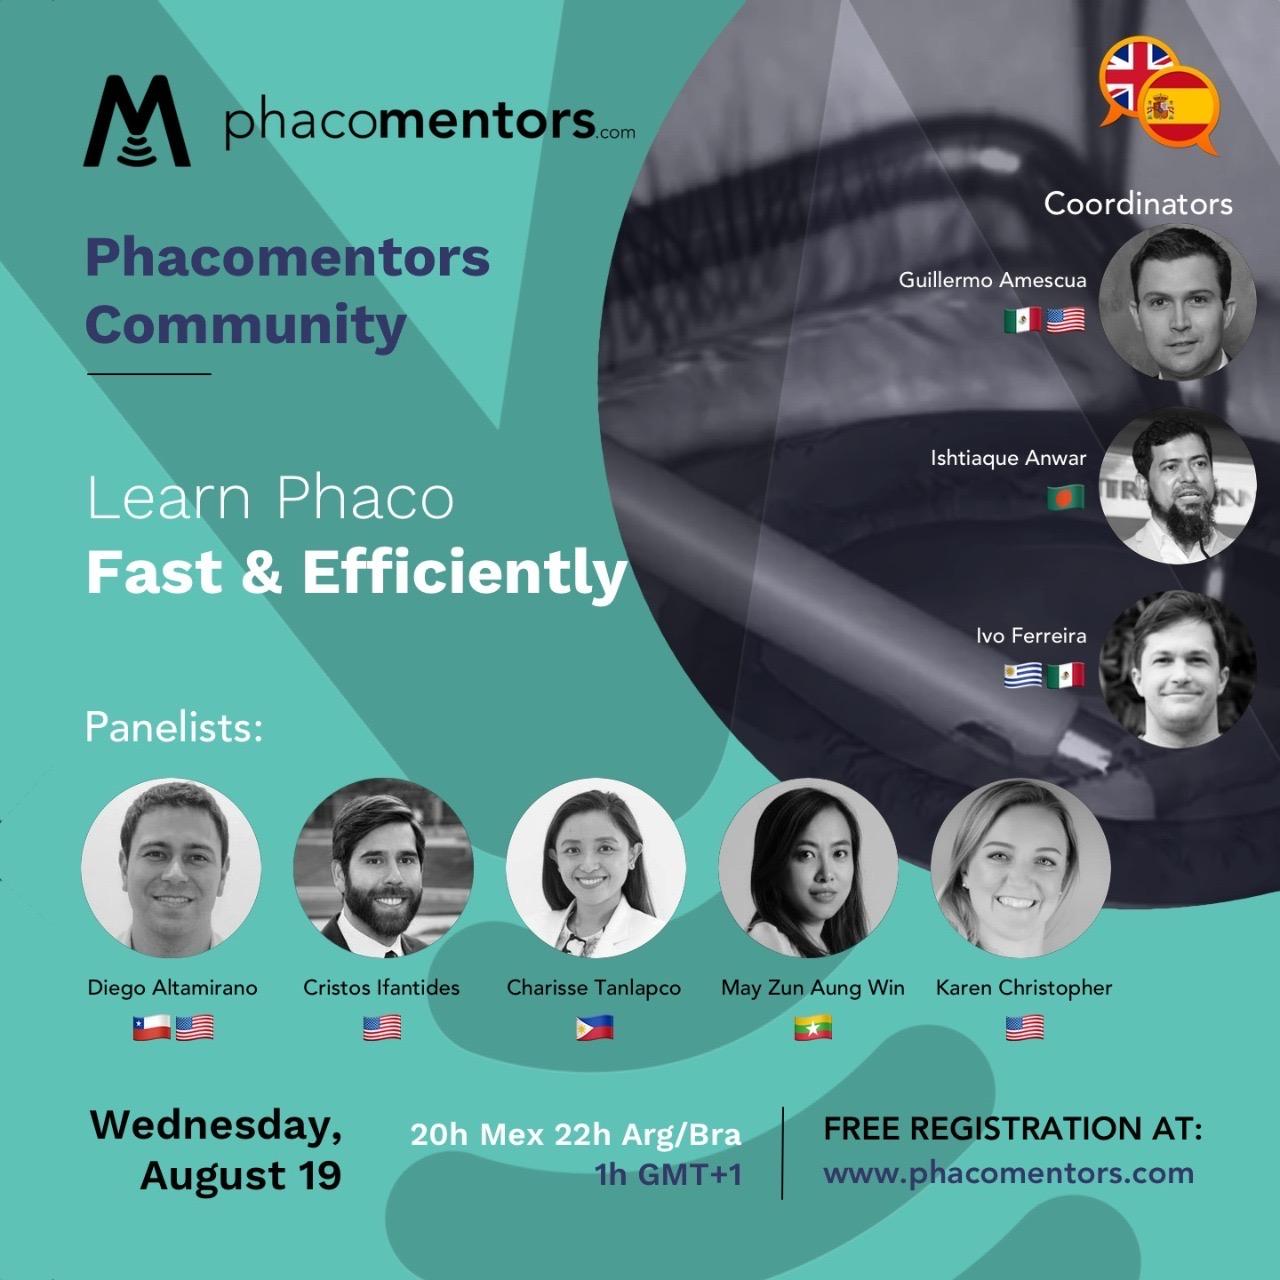 M phacomentors.com
Phacomentors
Community
Learn Phaco
Fast & Efficiently
Coordinators
Guillermo Amescua
Ishtiaque Anwar
Ivo Ferreira
Panelists:
Diego Altamirano
Cristos Ifantides
Charisse Tanlapco
May Zun Aung Win
Karen Christopher
Wednesday,
August 19
20h Mex 22h Arg/Bra
1h GMT+1
FREE REGISTRATION AT:
www.phacomentors.com